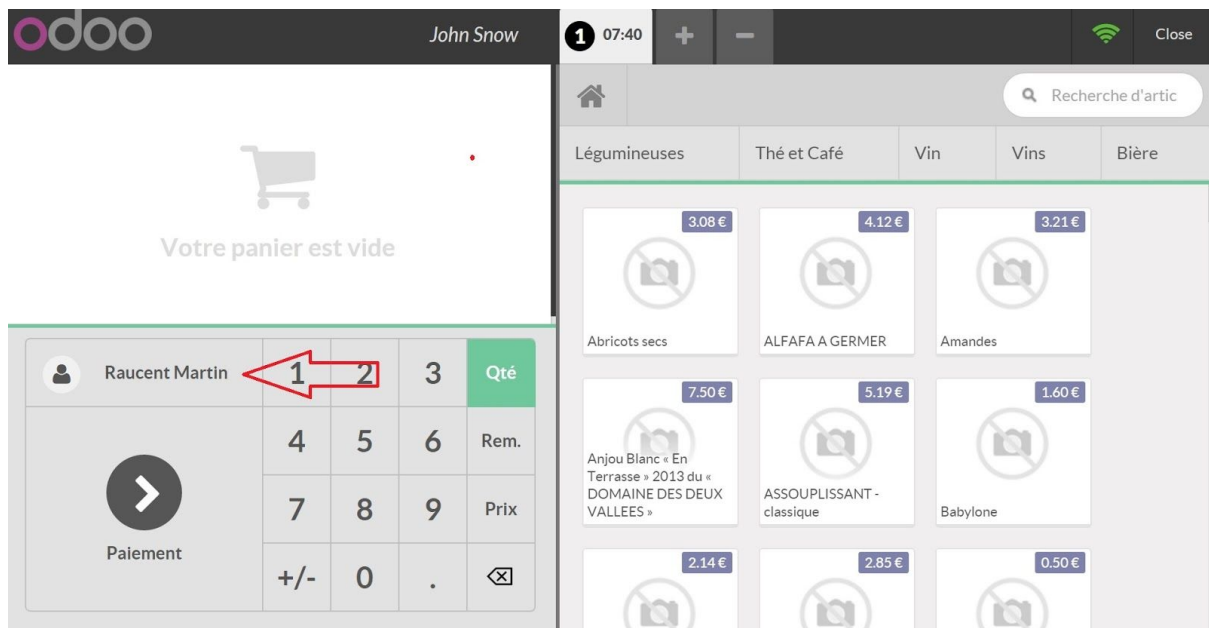 odoo
John Snow
1 07:40
+
-
Close
Recherche d'artic
Légumineuses
Thé et Café
Vin
Vins
Bière
Votre panier est vide
3.08 €
Abricots secs
4.12 €
ALFAFA A GERMER
3.21 €
Amandes
7.50 €
Anjou Blanc « En
Terrasse » 2013 du «
DOMAINE DES DEUX
VALLEES »
5.19 €
ASSOUPLISSANT -
classique
1.60 €
Babylone
2.14 €
2.85 €
0.50 €
Raucent Martin
1 2 3 Qté
4 5 6 Rem.
7 8 9 Prix
Paiement
+/- 0 .